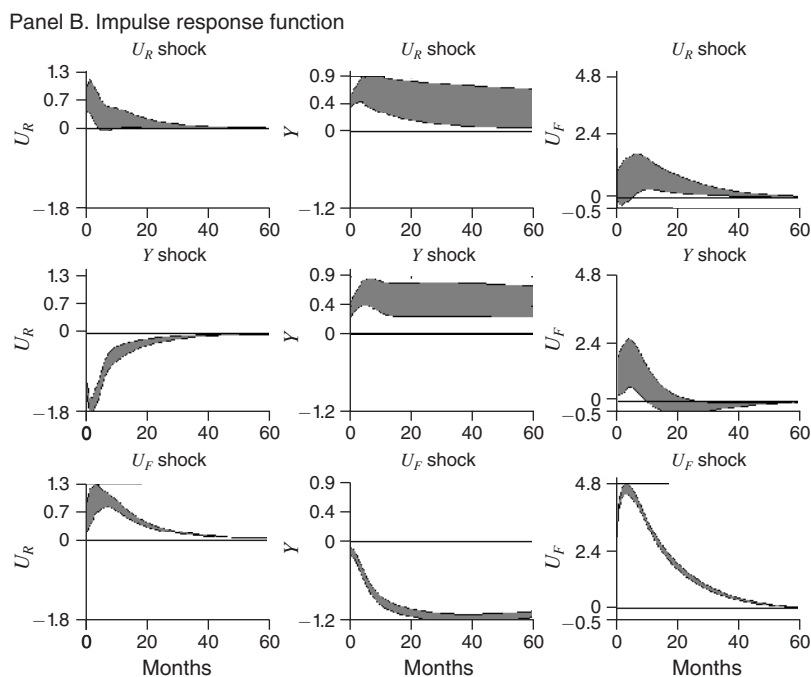 Panel B. Impulse response function
U_R shock U_R shock U_R shock
1.3 0.9 4.8
0.7 0.4 2.4
0 0 0
−1.8 −1.2 −0.5
U_R Y U_F
0 20 40 60 0 20 40 60 0 20 40 60
Y shock Y shock Y shock
1.3 0.9 4.8
0.7 0.4 2.4
0 0 0
−1.8 −1.2 −0.5
U_R Y U_F
0 20 40 60 0 20 40 60 0 20 40 60
U_F shock U_F shock U_F shock
1.3 0.9 4.8
0.7 0.4 2.4
0 0 0
−1.8 −1.2 −0.5
U_R Y U_F
0 20 40 60 0 20 40 60 0 20 40 60
Months Months Months